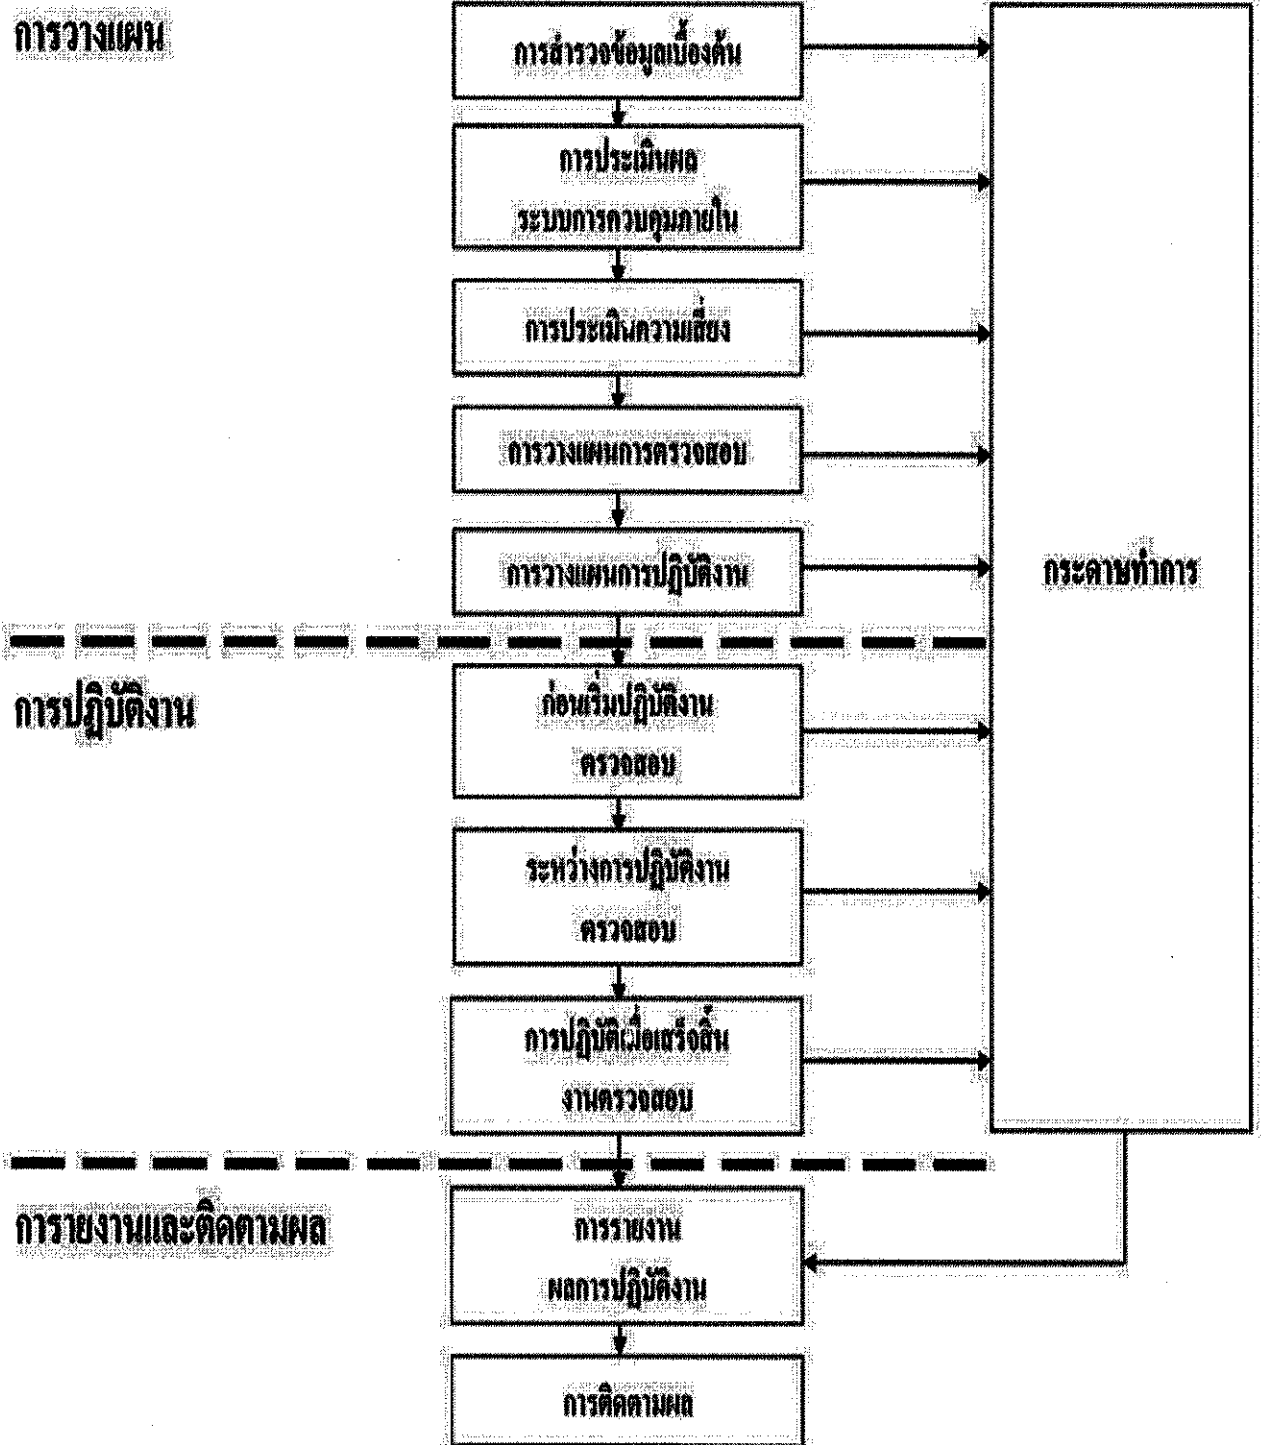 การวางแผน
การสำรวจข้อมูลเบื้องต้น
การประเมินผล
ระบบการควบคุมภายใน
การประเมินความเสี่ยง
การวางแผนการตรวจสอบ
การวางแผนการปฏิบัติงาน
กระดาษทำการ
การปฏิบัติงาน
ก่อนเริ่มปฏิบัติงาน
ตรวจสอบ
ระหว่างการปฏิบัติงาน
ตรวจสอบ
การปฏิบัติเมื่อเสร็จสิ้น
งานตรวจสอบ
การายงานและติดตามผล
การรายงาน
ผลการปฏิบัติงาน
การติดตามผล